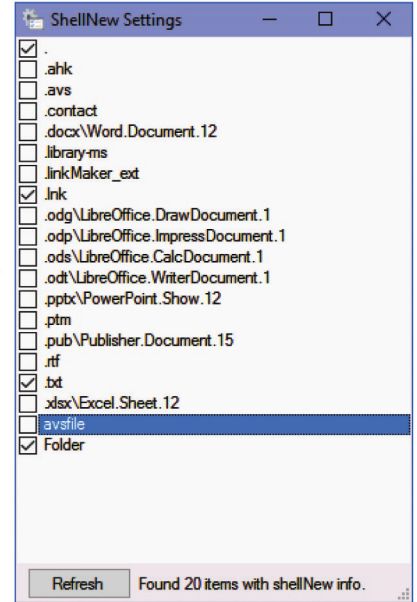 ShellNew Settings
.
.ahk
.avs
.contact
.docx\Word.Document.12
.library-ms
.linkMaker_ext
.lnk
.odg\LibreOffice.DrawDocument.1
.odp\LibreOffice.ImpressDocument.1
.ods\LibreOffice.CalcDocument.1
.odt\LibreOffice.WriterDocument.1
.pptx\PowerPoint.Show.12
.ptm
.pub\Publisher.Document.15
.rtf
.txt
.xlsx\Excel.Sheet.12
avsfile
Folder
Refresh Found 20 items with shellNew info.